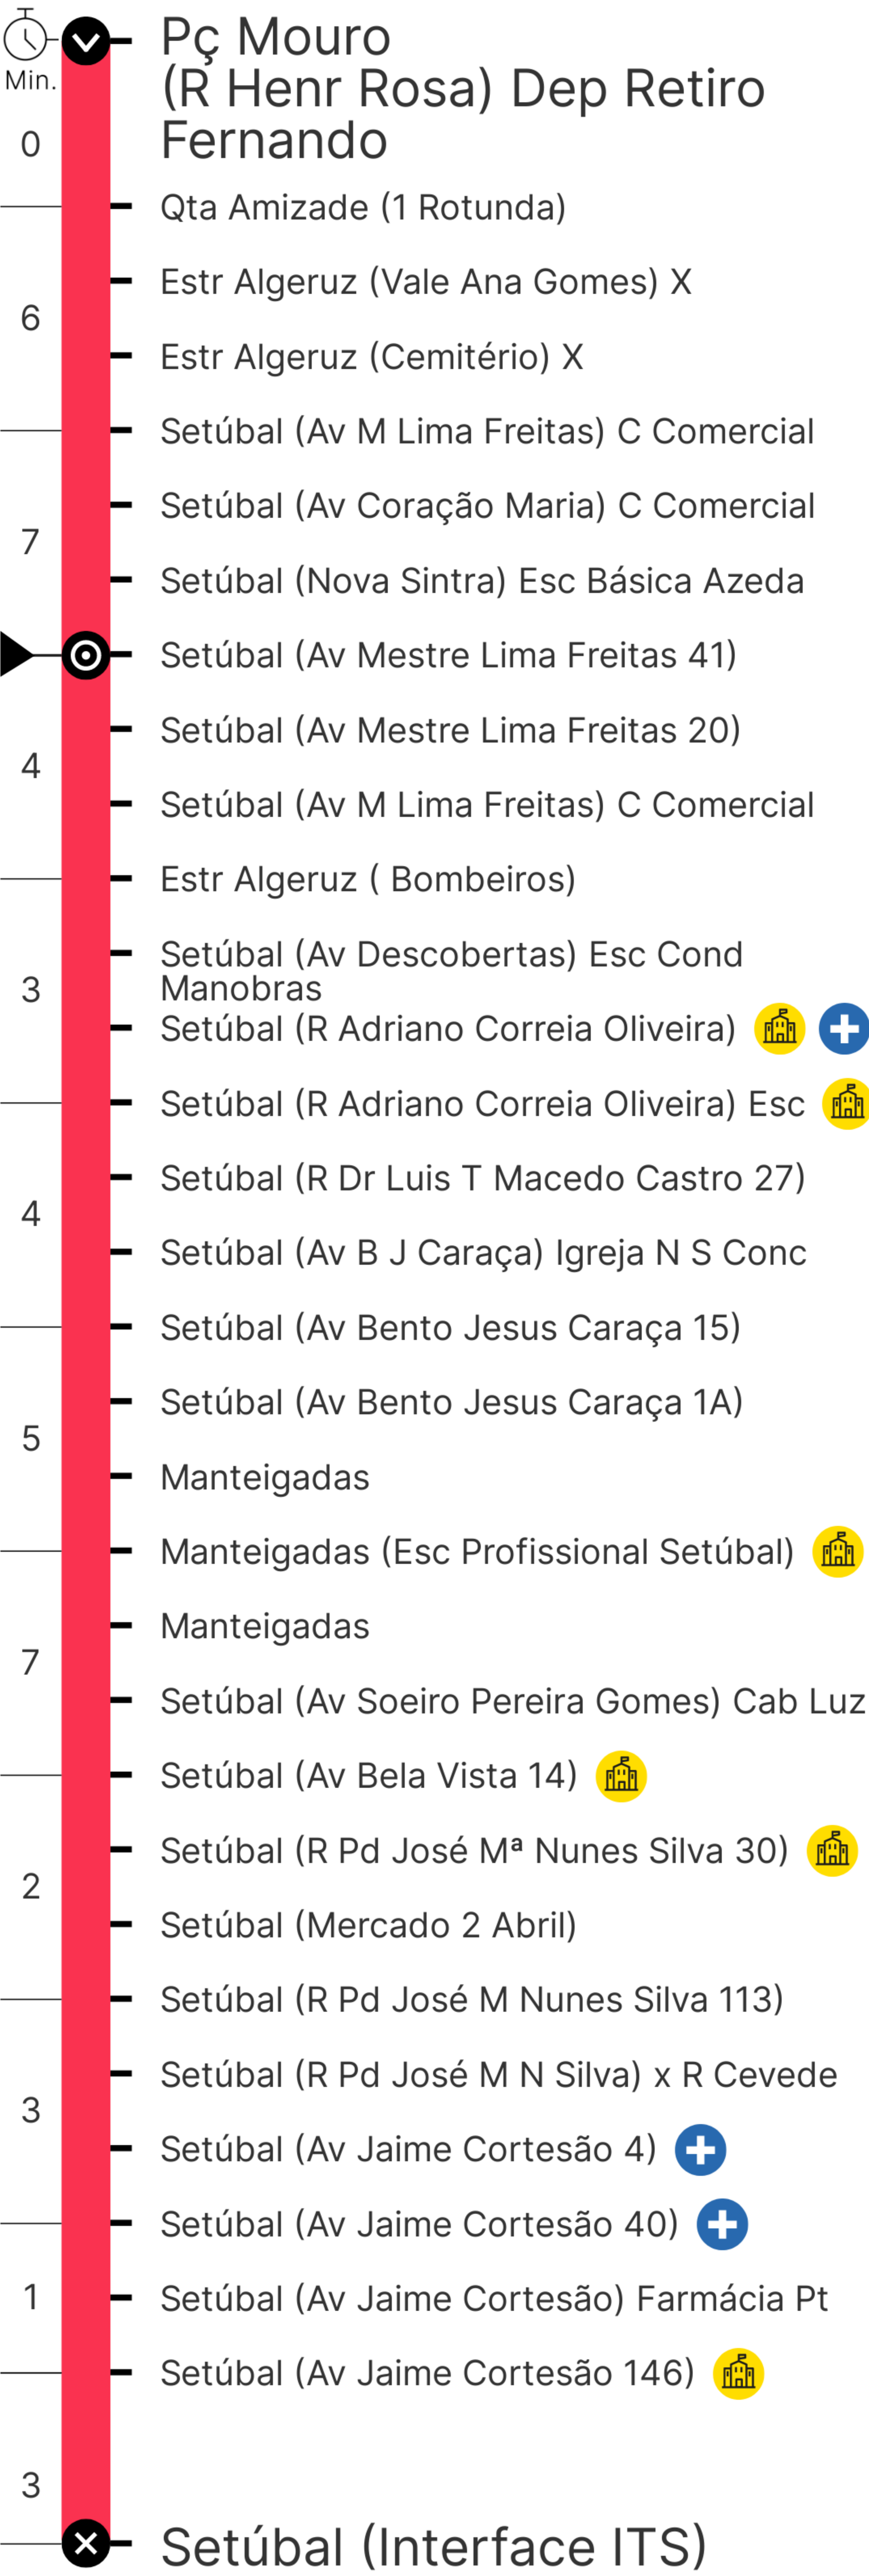 Pç Mouro
Min.
(R Henr Rosa) Dep Retiro
Fernando
0
Qta Amizade (1 Rotunda)
Estr Algeruz (Vale Ana Gomes) X
6
Estr Algeruz (Cemitério) X
Setúbal (Av M Lima Freitas) C Comercial
Setúbal (Av Coração Maria) C Comercial
7
Setúbal (Nova Sintra) Esc Básica Azeda
Setúbal (Av Mestre Lima Freitas 41)
Setúbal (Av Mestre Lima Freitas 20)
4
Setúbal (Av M Lima Freitas) C Comercial
Estr Algeruz ( Bombeiros)
Setúbal (Av Descobertas) Esc Cond
Manobras
3
Setúbal (R Adriano Correia Oliveira)
Setúbal (R Adriano Correia Oliveira) Esc
Setúbal (R Dr Luis T Macedo Castro 27)
4
Setúbal (Av B J Caraça) Igreja N S Conc
Setúbal (Av Bento Jesus Caraça 15)
Setúbal (Av Bento Jesus Caraça 1A)
5
Manteigadas
Manteigadas (Esc Profissional Setúbal)
Manteigadas
7
Setúbal (Av Soeiro Pereira Gomes) Cab Luz
Setúbal (Av Bela Vista 14)
Setúbal (R Pd José Mª Nunes Silva 30)
2
Setúbal (Mercado 2 Abril)
Setúbal (R Pd José M Nunes Silva 113)
Setúbal (R Pd José M N Silva) x R Cevede
3
Setúbal (Av Jaime Cortesão 4)
Setúbal (Av Jaime Cortesão 40)
1
Setúbal (Av Jaime Cortesão) Farmácia Pt
Setúbal (Av Jaime Cortesão 146)
3
Setúbal (Interface ITS)